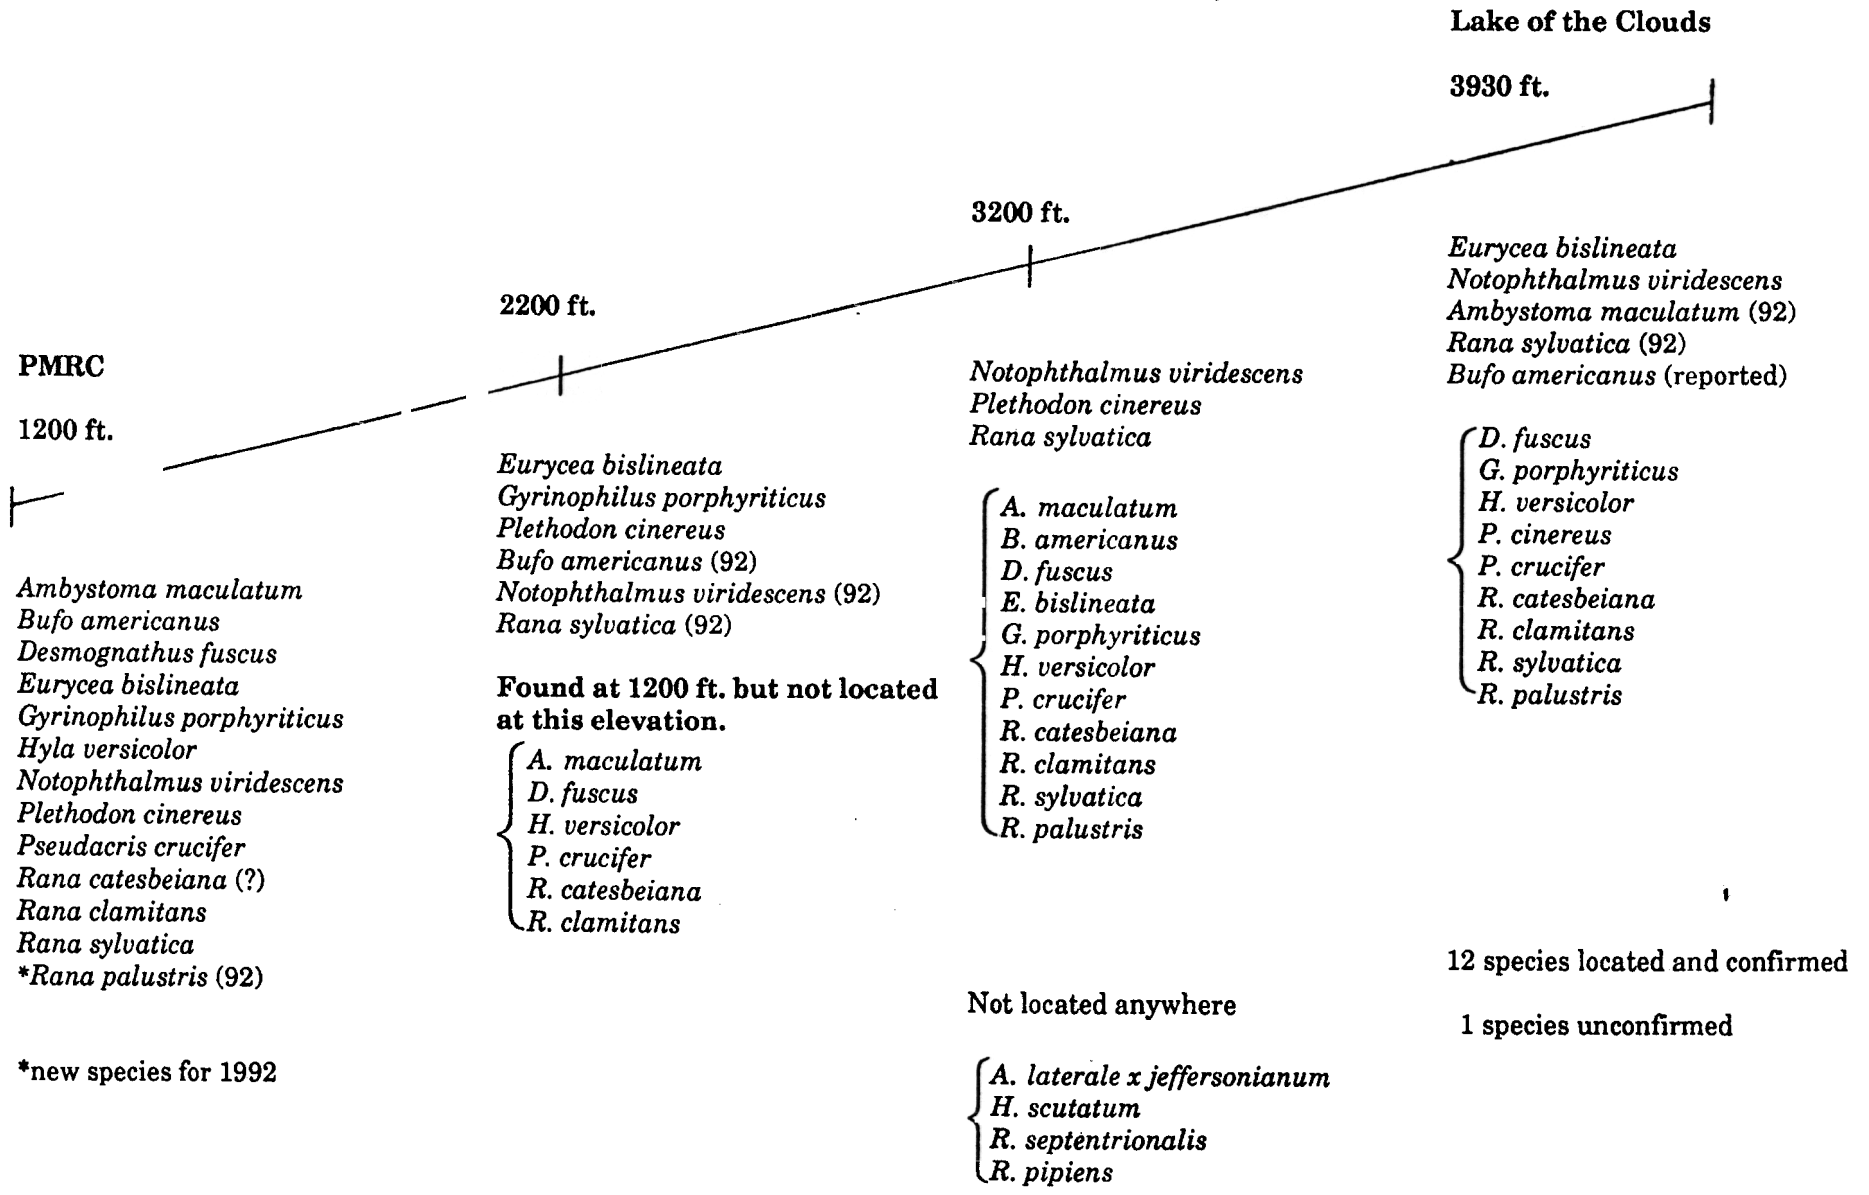 Lake of the Clouds
3930 ft.
3200 ft.
2200 ft.
PMRC
1200 ft.
Ambystoma maculatum
Bufo americanus
Desmognathus fuscus
Eurycea bislineata
Gyrinophilus porphyriticus
Hyla versicolor
Notophthalmus viridescens
Plethodon cinereus
Pseudacris crucifer
Rana catesbeiana (?)
Rana clamitans
Rana sylvatica
*Rana palustris (92)
*new species for 1992
Eurycea bislineata
Gyrinophilus porphyriticus
Plethodon cinereus
Bufo americanus (92)
Notophthalmus viridescens (92)
Rana sylvatica (92)
Found at 1200 ft. but not located
at this elevation.
A. maculatum
D. fuscus
H. versicolor
P. crucifer
R. catesbeiana
R. clamitans
Notophthalmus viridescens
Plethodon cinereus
Rana sylvatica
A. maculatum
B. americanus
D. fuscus
E. bislineata
G. porphyriticus
H. versicolor
P. crucifer
R. catesbeiana
R. clamitans
R. sylvatica
R. palustris
Not located anywhere
A. laterale x jeffersonianum
H. scutatum
R. septentrionalis
R. pipiens
Eurycea bislineata
Notophthalmus viridescens
Ambystoma maculatum (92)
Rana sylvatica (92)
Bufo americanus (reported)
D. fuscus
G. porphyriticus
H. versicolor
P. cinereus
P. crucifer
R. catesbeiana
R. clamitans
R. sylvatica
R. palustris
12 species located and confirmed
1 species unconfirmed